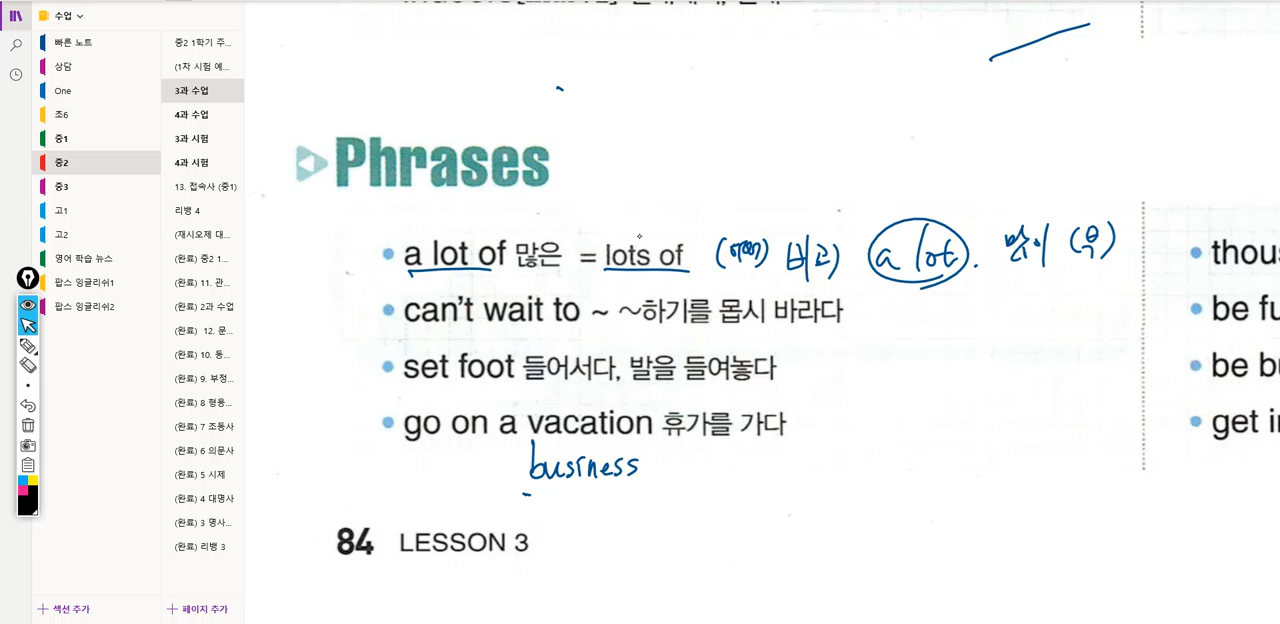 수업
빠른 노트
상담
One
초6
중1
중2
중3
고1
고2
영어 학습 뉴스
팝스 잉글리쉬1
팝스 잉글리쉬2
섹션 추가
중2 1학기 주...
(1차 시험 에...
3과 수업
4과 수업
3과 시험
4과 시험
13. 접속사 (중1)
리뱅 4
(재시오제 대...
(완료) 중2 1...
(완료) 11. 관...
(완료) 2과 수업
(완료) 12. 문...
(완료) 10. 동...
(완료) 9. 부정...
(완료) 8 형용...
(완료) 7 조동사
(완료) 6 의문사
(완료) 5 시제
(완료) 4 대명사
(완료) 3 명사...
(완료) 리뱅 3
페이지 추가
Phrases
a lot of 많은 = lots of 비고 a lot. 많이 (부)
can't wait to ~ ~하기를 몹시 바라다
set foot 들어서다, 발을 들여놓다
go on a vacation 휴가를 가다
business
84 LESSON 3
thou
be fu
be bu
get in